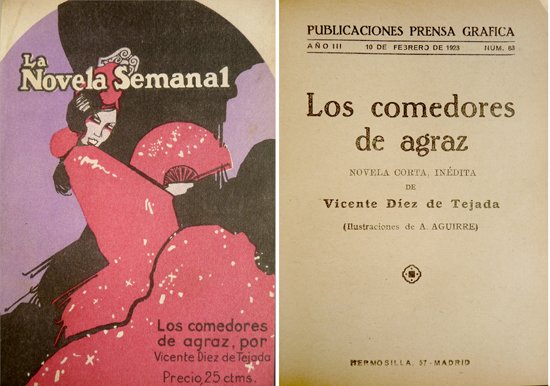 La
Novela Semanal
Los comedores
de agraz, por
Vicente Díez de Tejada
Precio, 25 ctms.
PUBLICACIONES PRENSA GRAFICA
AÑO III 10 DE FEBRERO DE 1923 NÚM. 83
Los comedores
de agraz
NOVELA CORTA, INÉDITA
DE
Vicente Díez de Tejada
(Ilustraciones de A. AGUIRRE)
HERMOSILLA, 57-MADRID